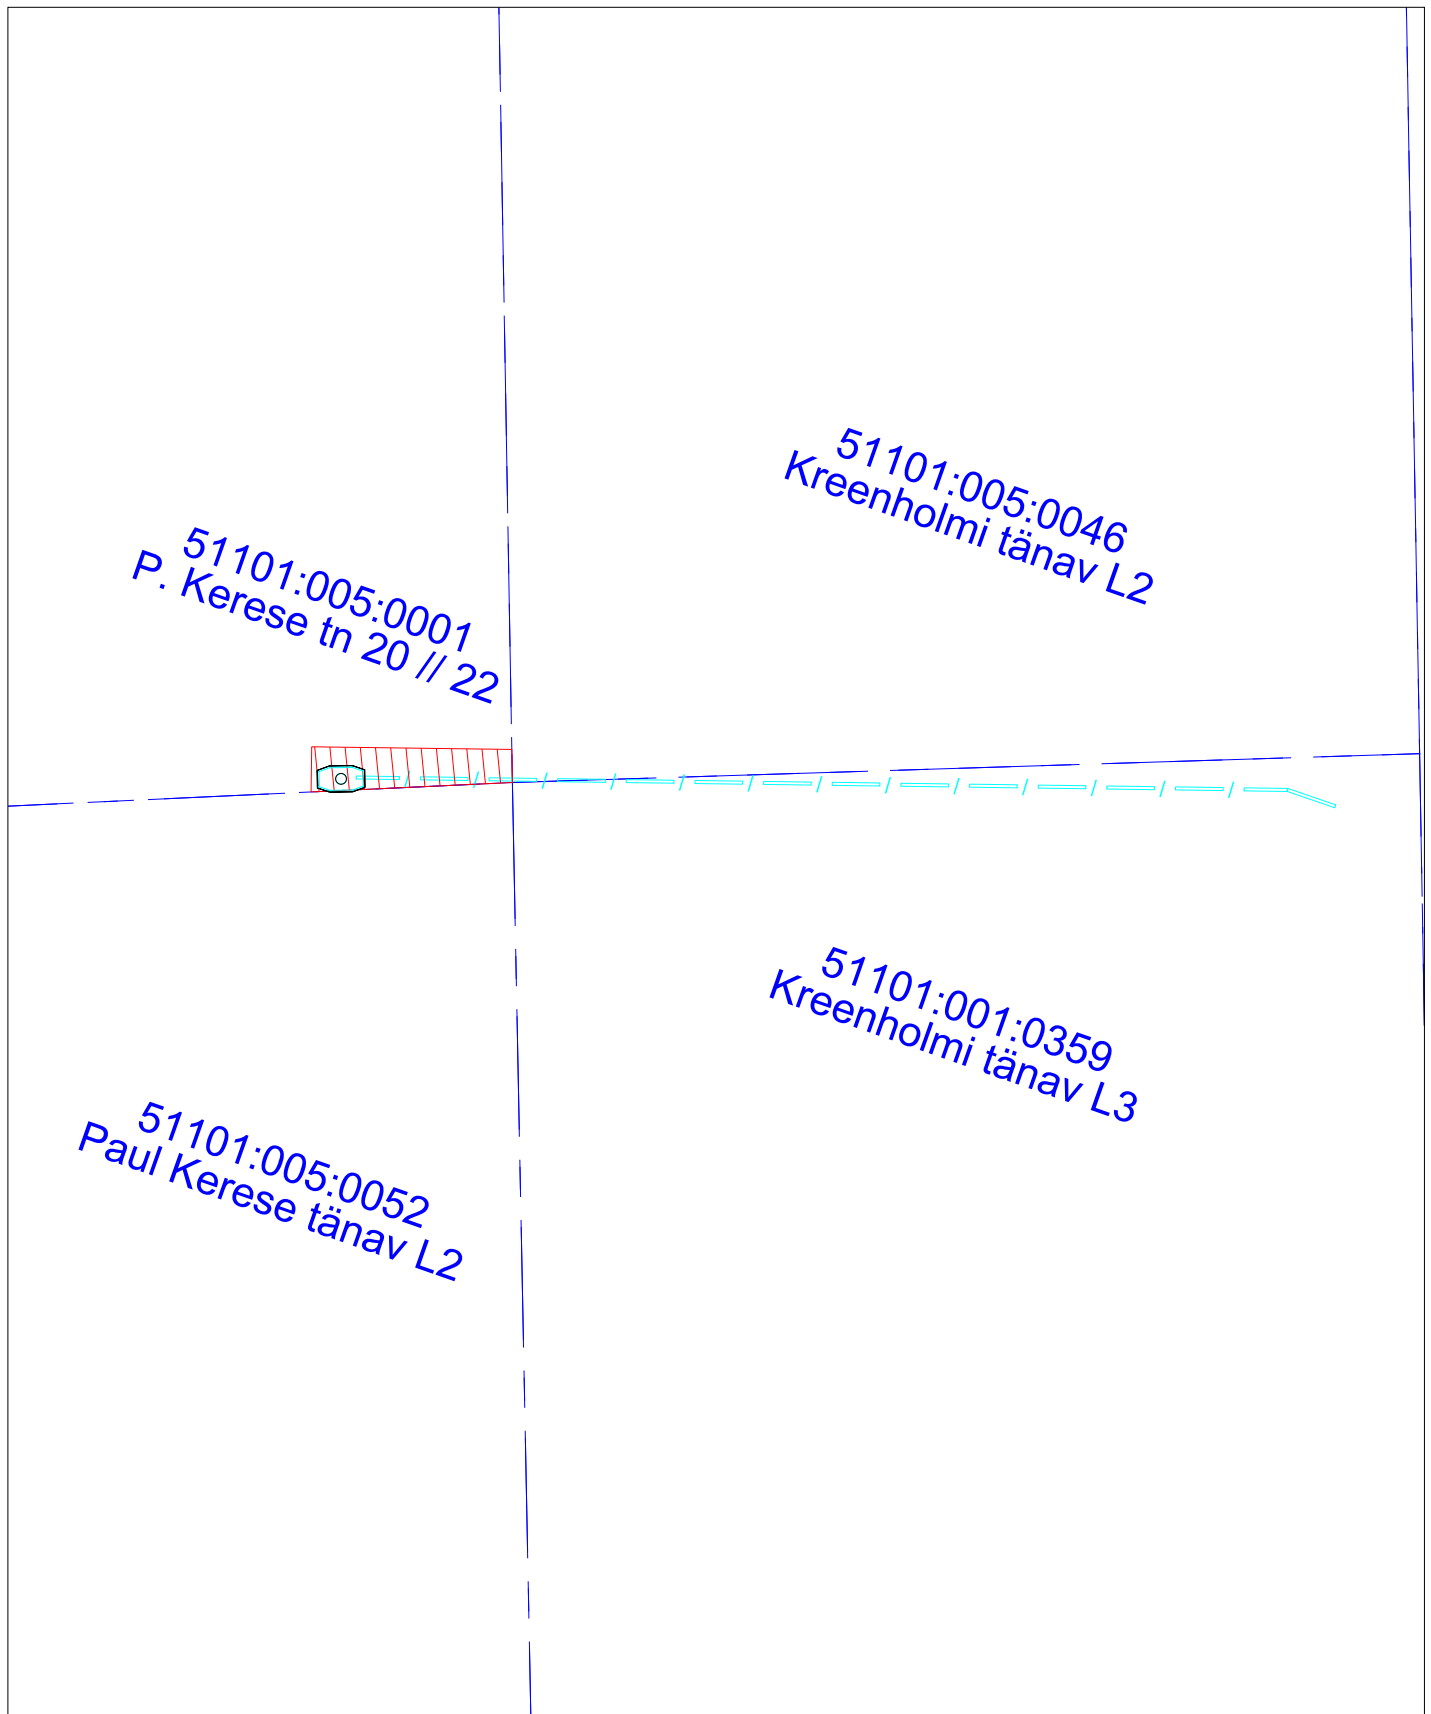 51101:005:0046
Kreenholmi tänav L2
51101:005:0001
P. Kerese tn 20 // 22
51101:001:0359
Kreenholmi tänav L3
51101:005:0052
Paul Kerese tänav L2